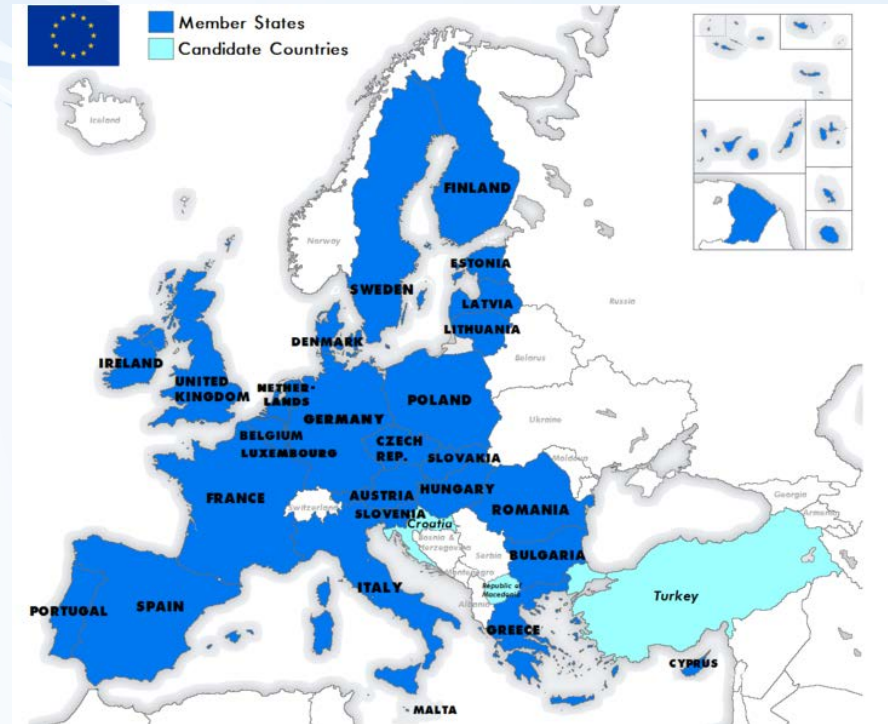 Member States
Candidate Countries
Iceland
FINLAND
Norway
ESTONIA
SWEDEN
Russia
LATVIA
LITHUANIA
DENMARK
Belarus
IRELAND
UNITED
KINGDOM
NETHER-
LANDS
POLAND
GERMANY
Ukraine
BELGIUM
LUXEMBOURG
CZECH
REP.
SLOVAKIA
Moldova
FRANCE
Switzerland
AUSTRIA
HUNGARY
Georgia
SLOVENIA
ROMANIA
Armenia
Croatia
Bosnia &
Herzegovina
Serbia
BULGARIA
Montenegro
ITALY
Republic of
Macedonia
Turkey
Albania
PORTUGAL
SPAIN
GREECE
CYPRUS
MALTA